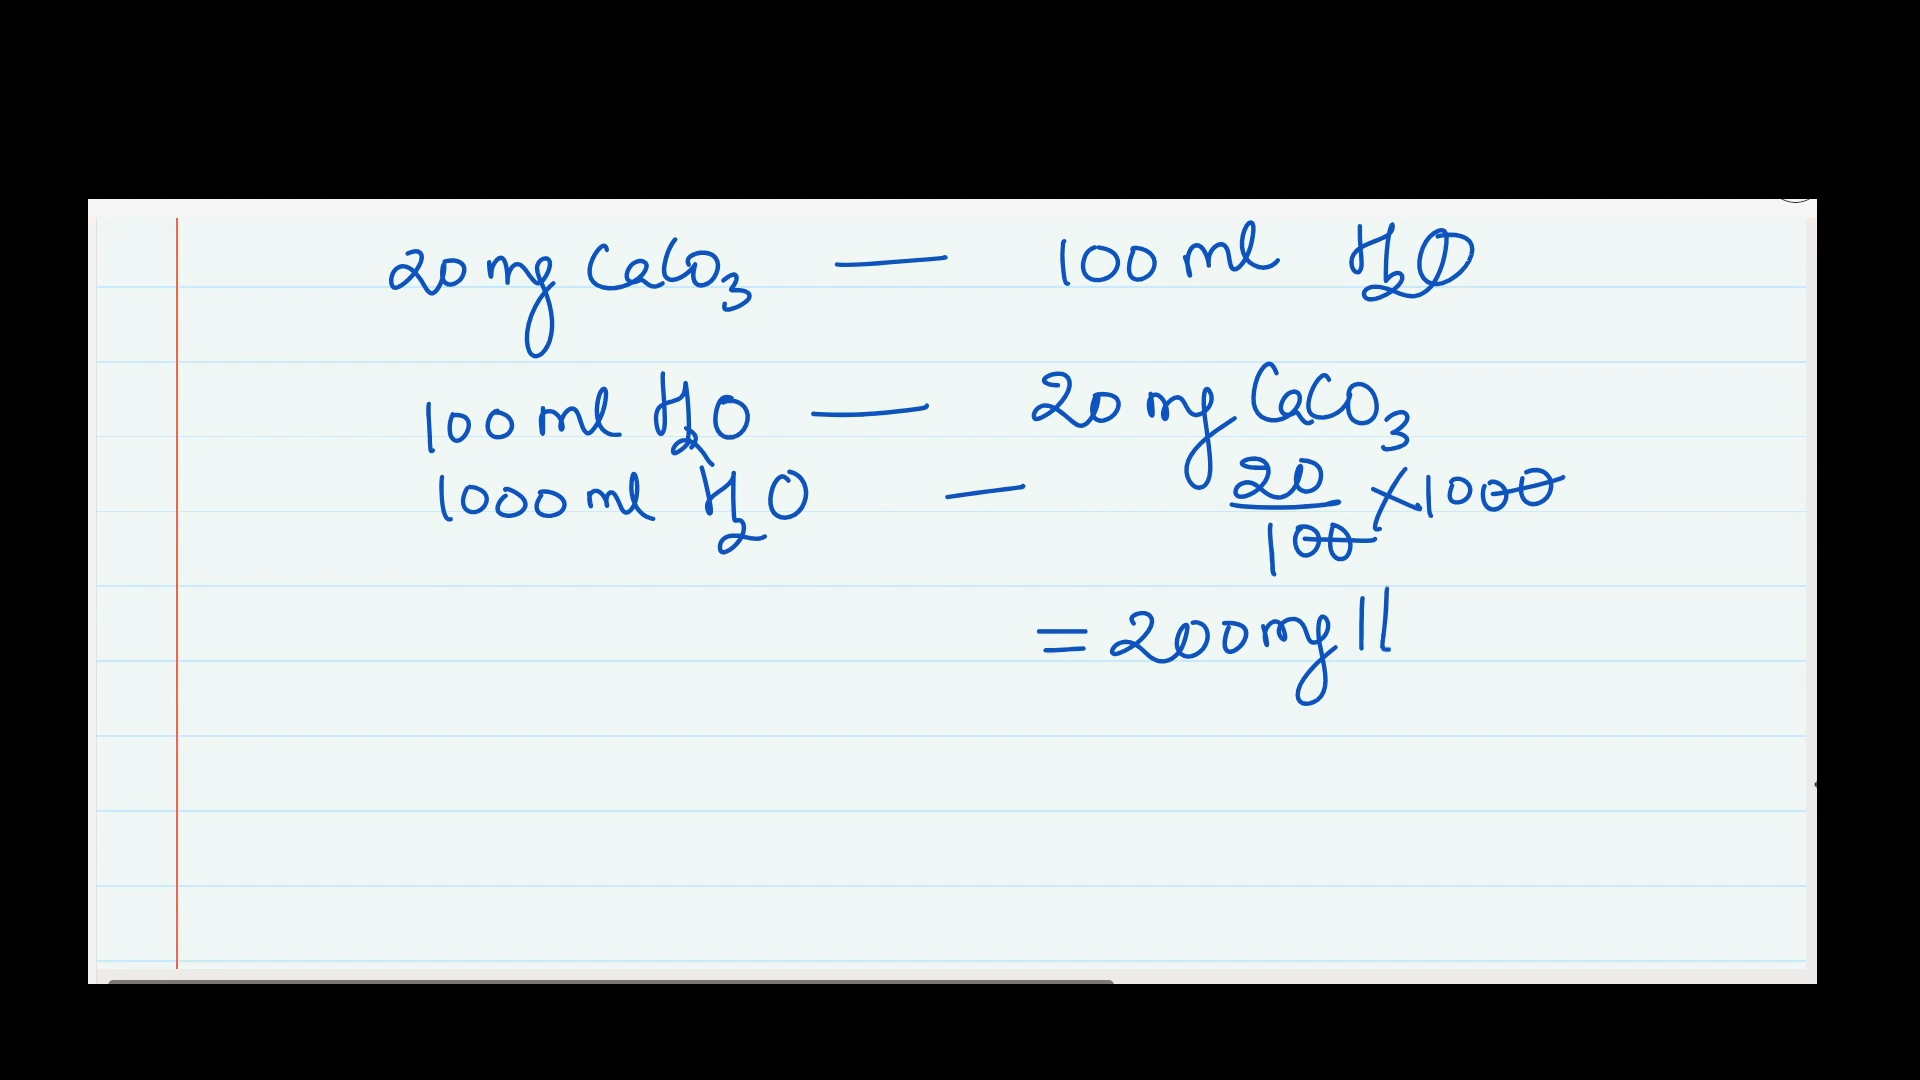 20 mg CaCO₃ — 100 ml H₂O
100 ml H₂O — 20 mg CaCO₃
1000 ml H₂O — 20/100 × 1000
= 200 mg/l